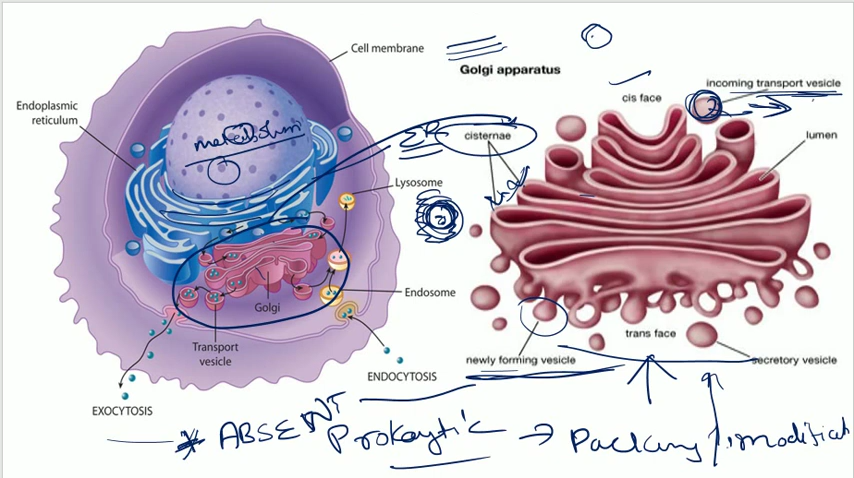 Cell membrane
Golgi apparatus
incoming transport vesicle
cis face
Endoplasmic
reticulum
ER
cisternae
lumen
metabolism
Lysosome
Golgi
Endosome
Transport
vesicle
trans face
newly forming vesicle
secretory vesicle
ENDOCYTOSIS
EXOCYTOSIS
* ABSENT Prokaytic → Packing / modificat